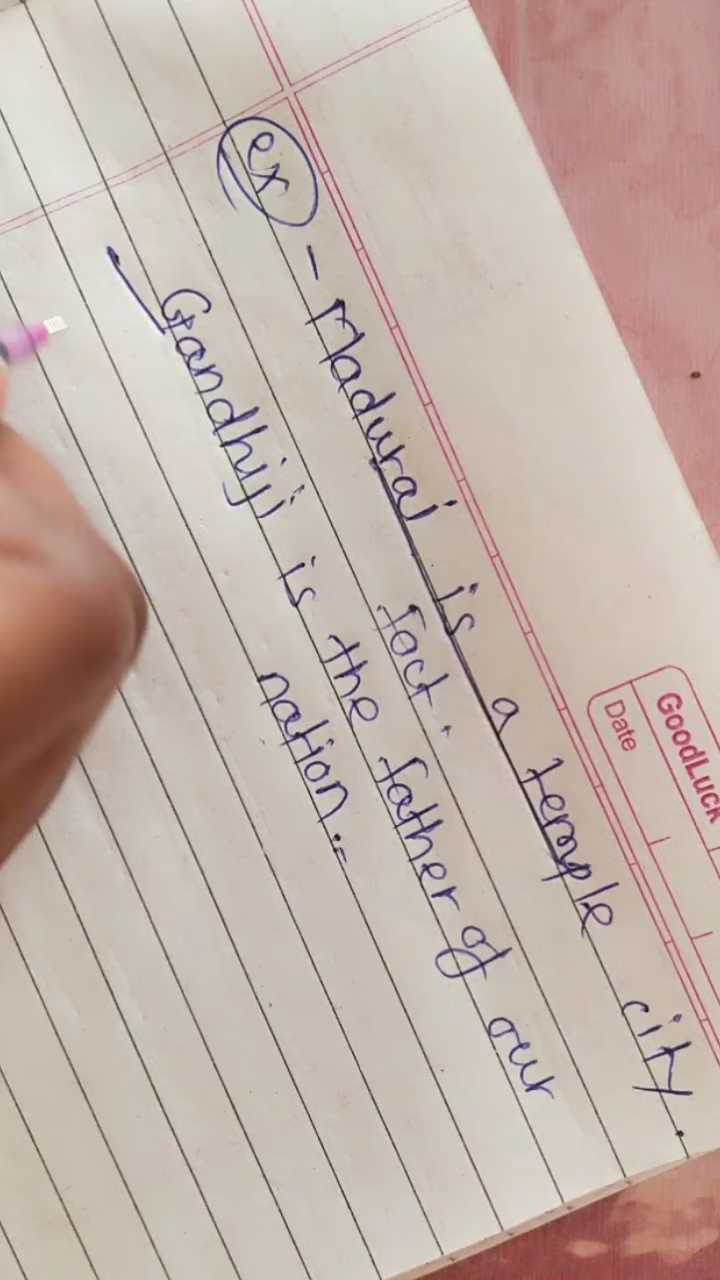 GoodLuck
Date
ex - Madurai is a temple city.
fact.
Gandhiji is the father of our
nation..